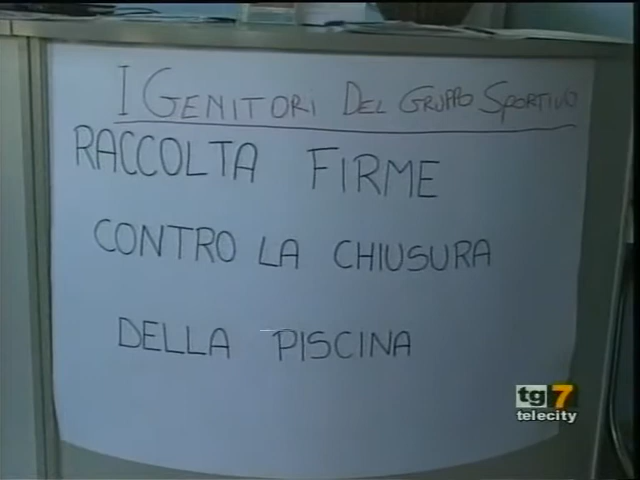 I GENITORI DEL GRUPPO SPORTIVO
RACCOLTA FIRME
CONTRO LA CHIUSURA
DELLA PISCINA
tg7
telecity